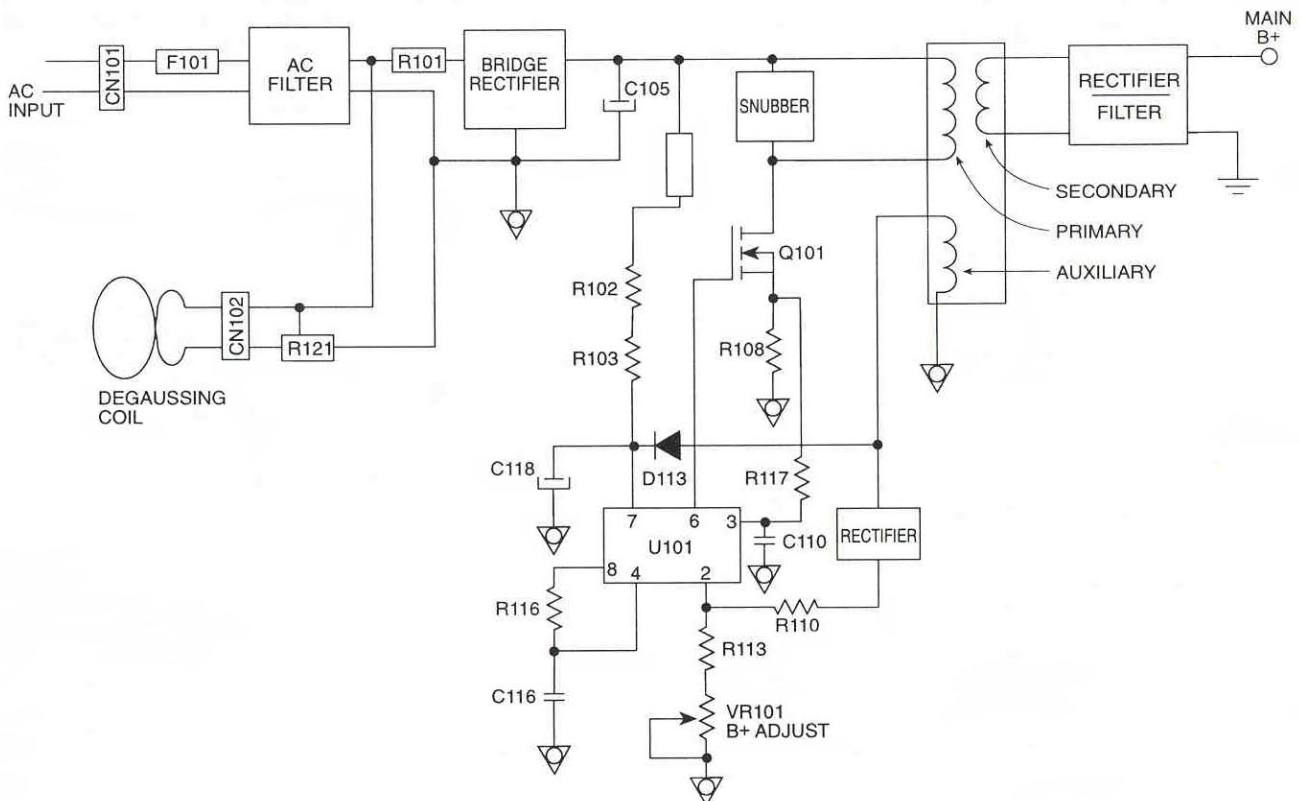 MAIN
B+
AC
INPUT
CN101
F101
AC
FILTER
R101
BRIDGE
RECTIFIER
C105
SNUBBER
RECTIFIER
FILTER
SECONDARY
PRIMARY
AUXILIARY
Q101
R102
R103
R108
CN102
R121
DEGAUSSING
COIL
C118
D113
R117
7
6
3
U101
C110
RECTIFIER
8
4
2
R116
R110
R113
C116
VR101
B+ ADJUST